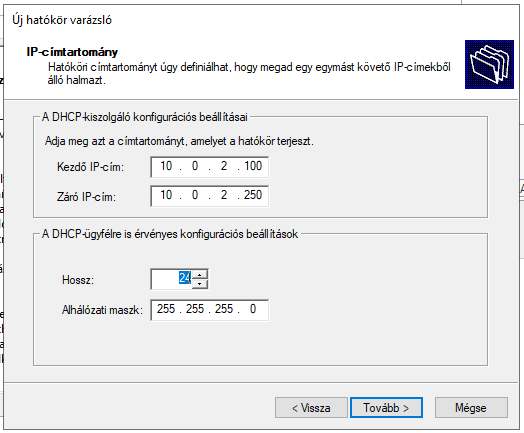 Új hatókör varázsló
IP-címtartomány
Hatóköri címtartományt úgy definiálhat, hogy megad egy egymást követő IP-címekből
álló halmazt.
A DHCP-kiszolgáló konfigurációs beállításai
Adja meg azt a címtartományt, amelyet a hatókör terjeszt.
Kezdő IP-cím: 10 . 0 . 2 . 100
Záró IP-cím: 10 . 0 . 2 . 250
A DHCP-ügyfélre is érvényes konfigurációs beállítások
Hossz: 24
Alhálózati maszk: 255 . 255 . 255 . 0
< Vissza Tovább > Mégse